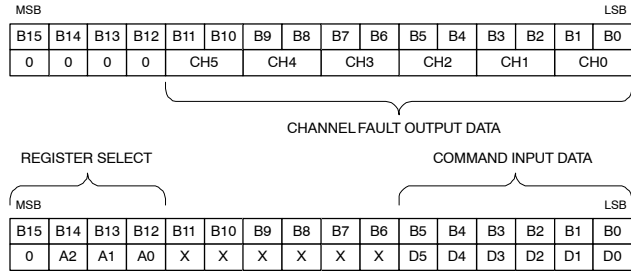 MSB LSB
B15 B14 B13 B12 B11 B10 B9 B8 B7 B6 B5 B4 B3 B2 B1 B0
0 0 0 0 CH5 CH4 CH3 CH2 CH1 CH0
CHANNEL FAULT OUTPUT DATA
REGISTER SELECT COMMAND INPUT DATA
MSB LSB
B15 B14 B13 B12 B11 B10 B9 B8 B7 B6 B5 B4 B3 B2 B1 B0
0 A2 A1 A0 X X X X X X D5 D4 D3 D2 D1 D0